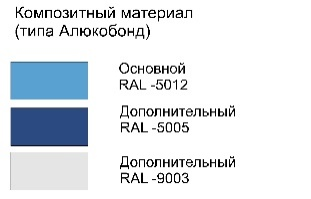 Композитный материал
(типа Алюкобонд)
Основной
RAL -5012
Дополнительный
RAL -5005
Дополнительный
RAL -9003